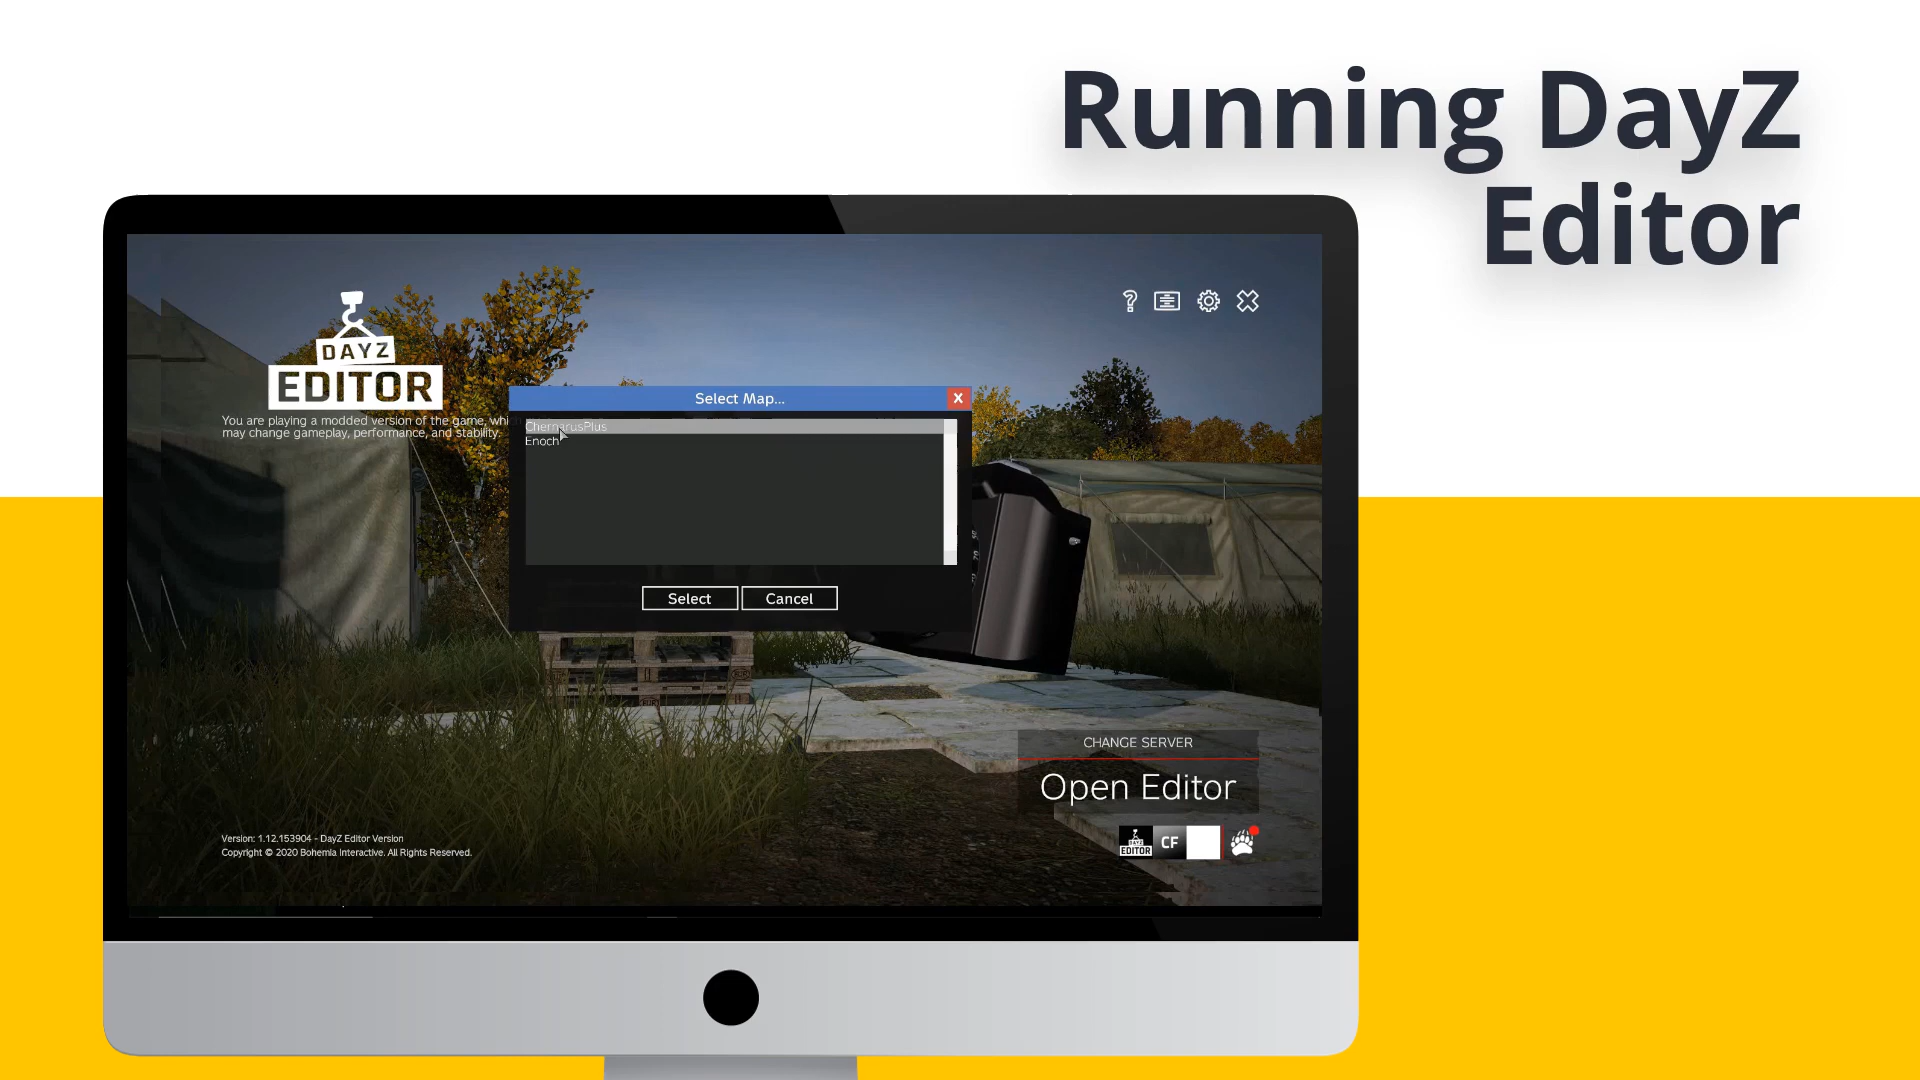 Running DayZ
Editor
DAYZ
EDITOR
You are playing a modded version of the game, whi
may change gameplay, performance, and stability.
Select Map...
X
ChernarusPlus
Enoch
Select
Cancel
CHANGE SERVER
Open Editor
DAYZ
EDITOR
CF
Version: 1.12.153904 - DayZ Editor Version
Copyright © 2020 Bohemia Interactive. All Rights Reserved.